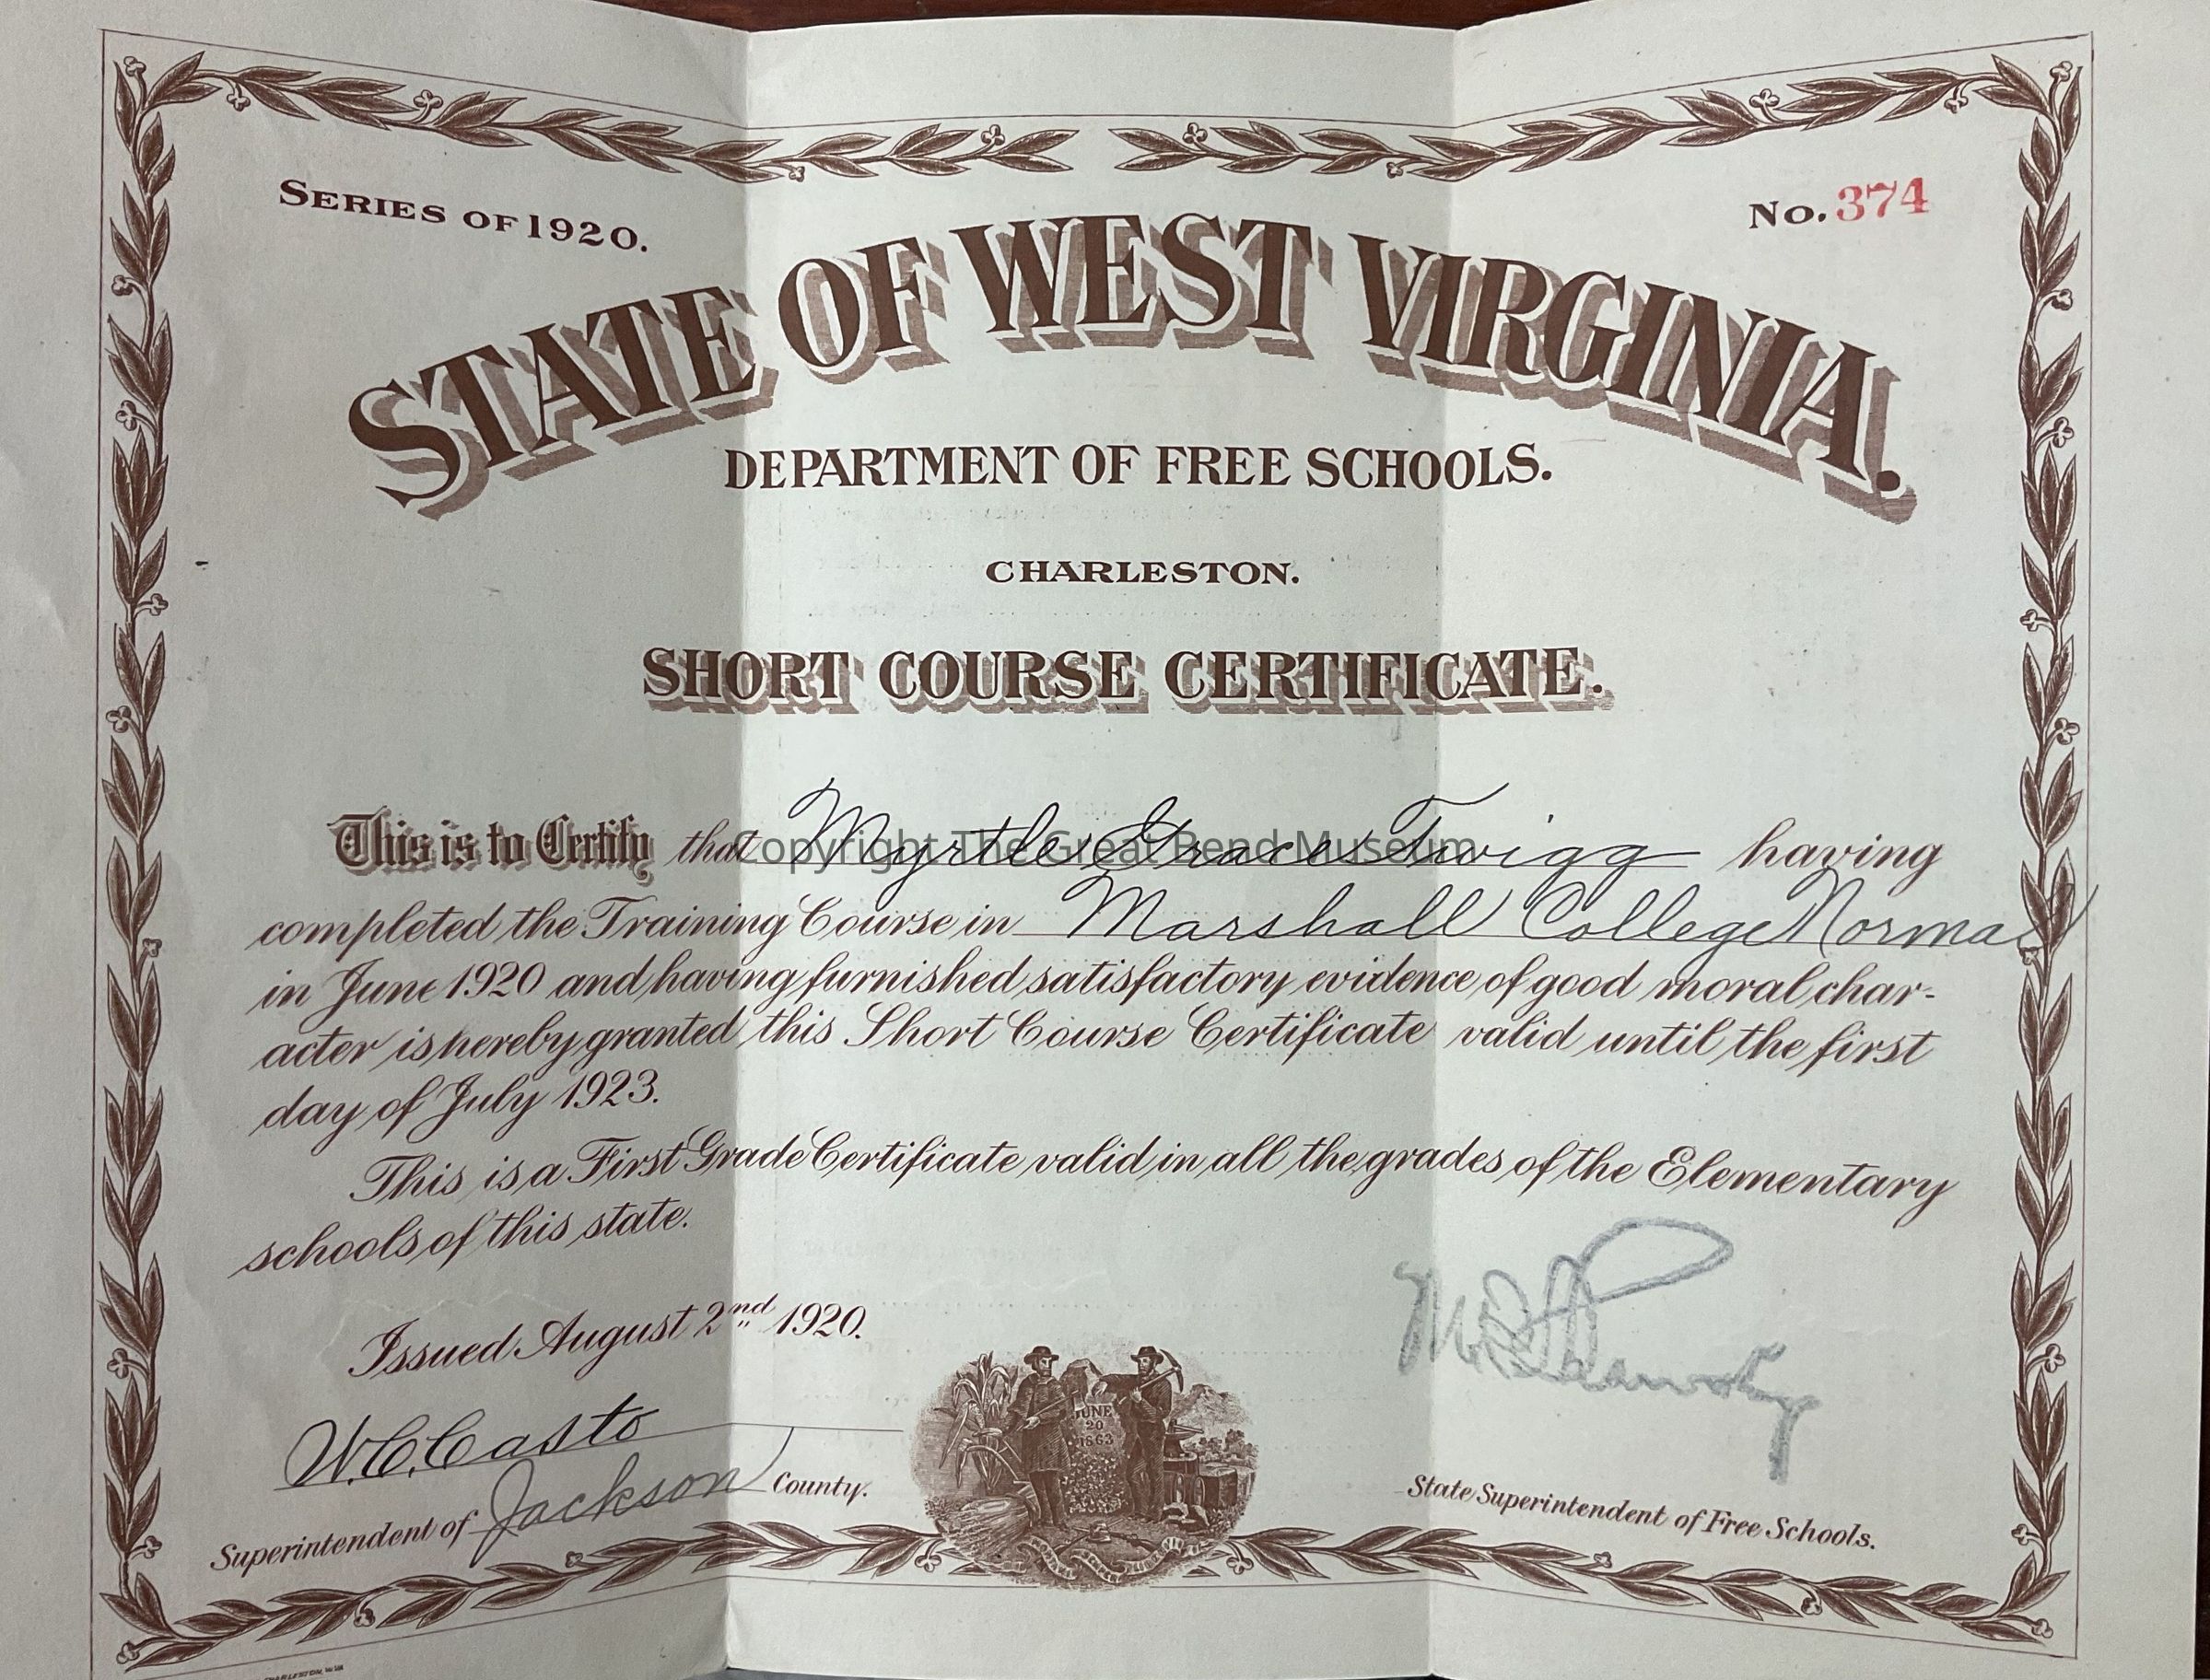 SERIES OF 1920.
No. 374
STATE OF WEST VIRGINIA.
DEPARTMENT OF FREE SCHOOLS.
CHARLESTON.
SHORT COURSE CERTIFICATE.
This is to Certify that Myrtle Grace Twigg having
Copyright The Great Bend Museum
completed the Training Course in Marshall College Normal
in June 1920 and having furnished satisfactory evidence of good moral char-
acter is hereby granted this Short Course Certificate valid until the first
day of July 1923.
This is a First Grade Certificate valid in all the grades of the Elementary
schools of this state.
Issued August 2nd 1920.
W.C. Casto
Superintendent of Jackson County.
JUNE
20
1863
State Superintendent of Free Schools.
CHARLESTON, W. VA.